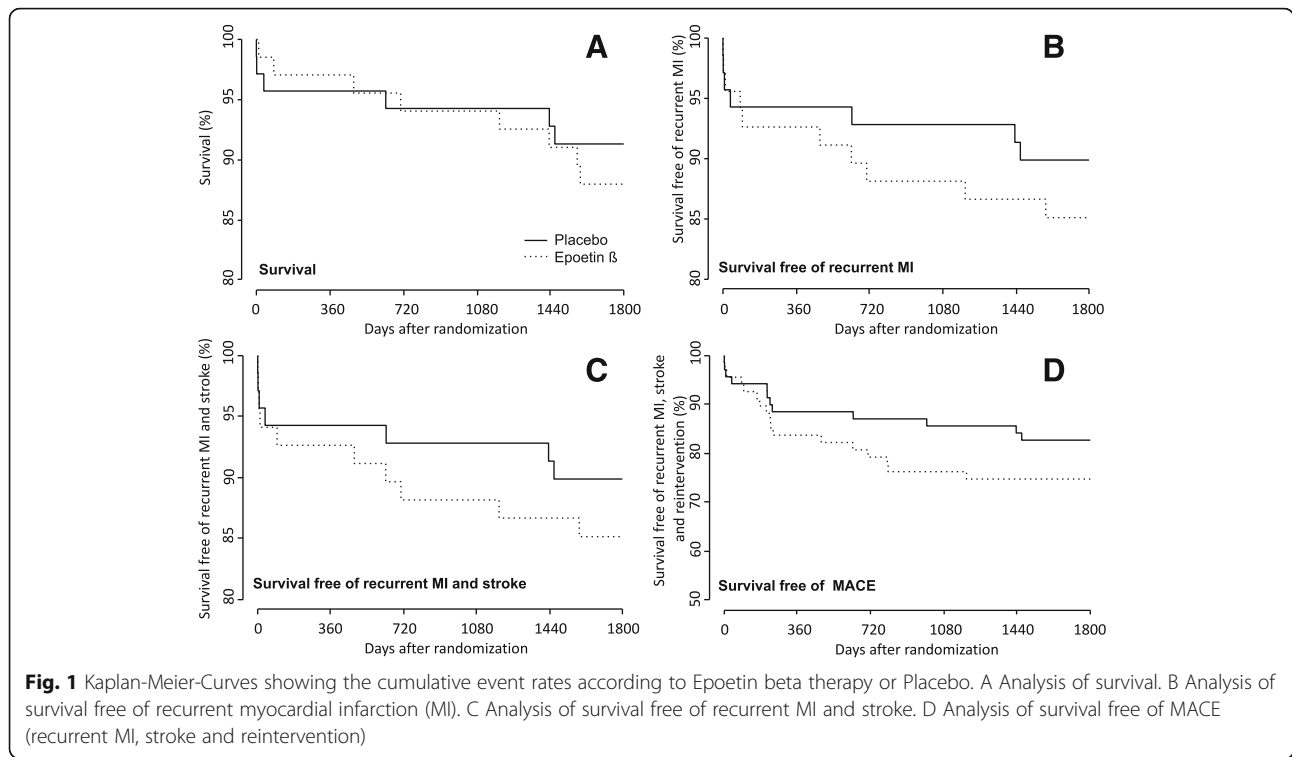 A
100
95
90
85
80
Survival (%)
Placebo
Epoetin ß
Survival
0 360 720 1080 1440 1800
Days after randomization
B
100
95
90
85
80
Survival free of recurrent MI (%)
Survival free of recurrent MI
0 360 720 1080 1440 1800
Days after randomization
C
100
95
90
85
80
Survival free of recurrent MI and stroke (%)
Survival free of recurrent MI and stroke
0 360 720 1080 1440 1800
Days after randomization
D
100
90
80
70
60
50
Survival free of recurrent MI, stroke
and reintervention (%)
Survival free of MACE
0 360 720 1080 1440 1800
Days after randomization
Fig. 1 Kaplan-Meier-Curves showing the cumulative event rates according to Epoetin beta therapy or Placebo. A Analysis of survival. B Analysis of
survival free of recurrent myocardial infarction (MI). C Analysis of survival free of recurrent MI and stroke. D Analysis of survival free of MACE
(recurrent MI, stroke and reintervention)